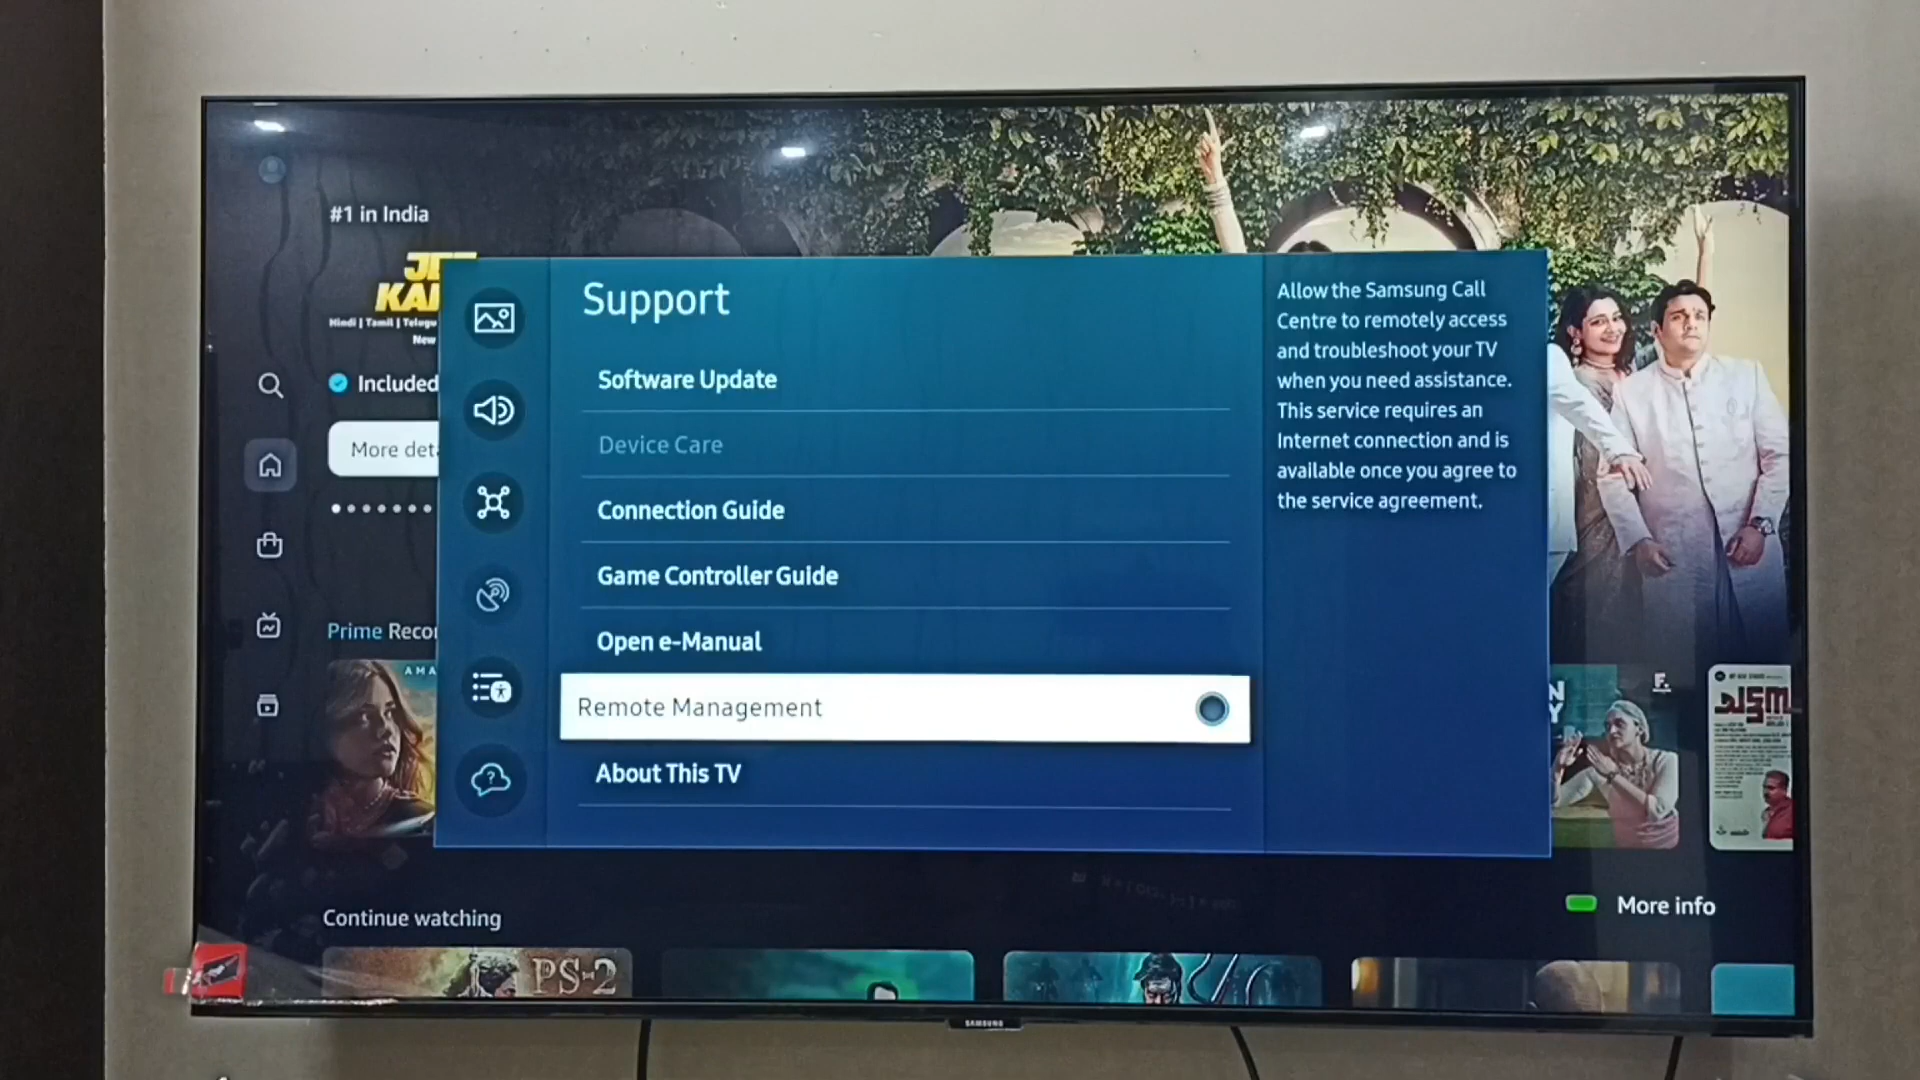 #1 in India
Hindi | Tamil | Telugu
New
Included
More
Prime
Continue watching
Support
Software Update
Device Care
Connection Guide
Game Controller Guide
Open e-Manual
Remote Management
About This TV
Allow the Samsung Call
Centre to remotely access
and troubleshoot your TV
when you need assistance.
This service requires an
Internet connection and is
available once you agree to
the service agreement.
PS-2
More info
SAMSUNG